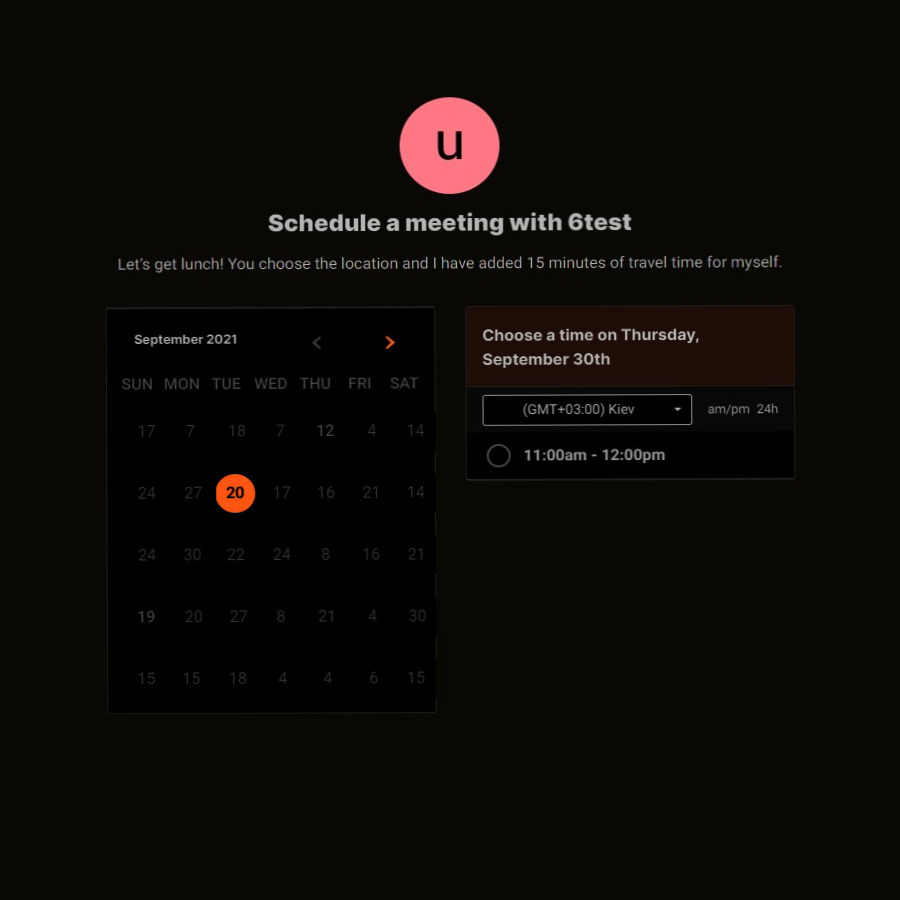 u
Schedule a meeting with 6test
Let's get lunch! You choose the location and I have added 15 minutes of travel time for myself.
September 2021
SUN MON TUE WED THU FRI SAT
17 7 18 7 12 4 14
24 27 20 17 16 21 14
24 30 22 24 8 16 21
19 20 27 8 21 4 30
15 15 18 4 4 6 15
Choose a time on Thursday,
September 30th
(GMT+03:00) Kiev am/pm 24h
11:00am - 12:00pm